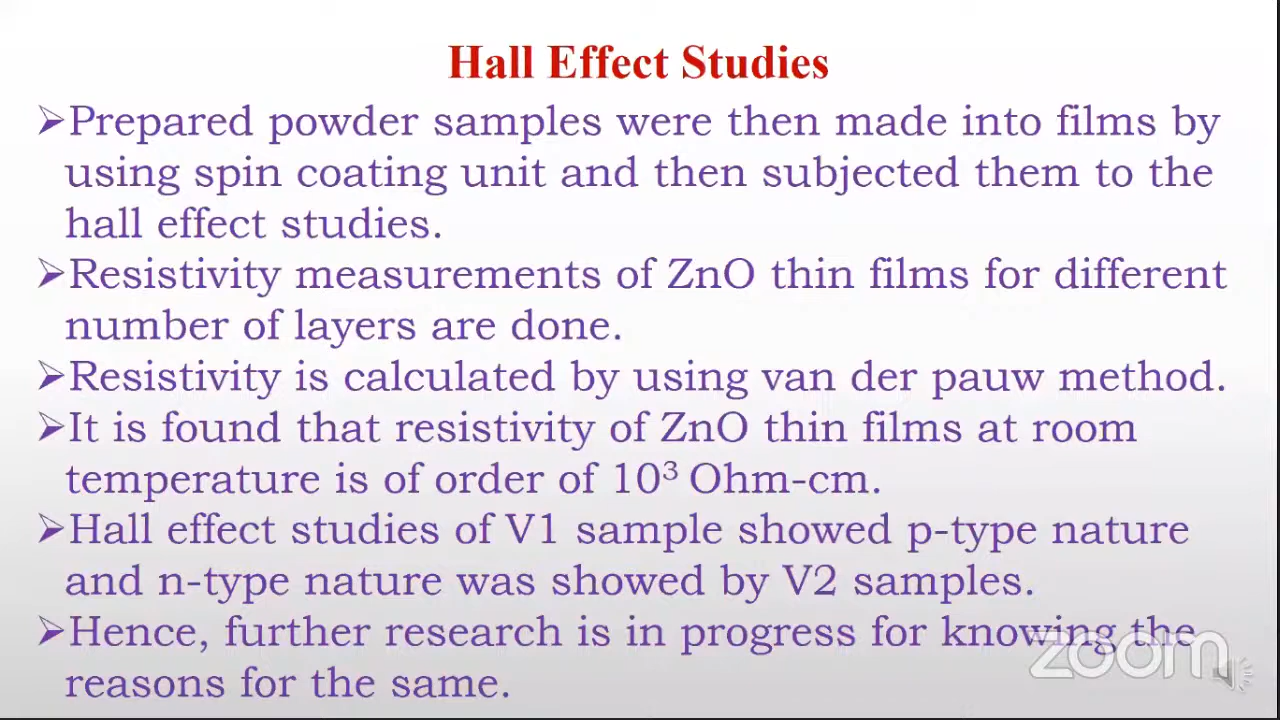 Hall Effect Studies
➢Prepared powder samples were then made into films by
using spin coating unit and then subjected them to the
hall effect studies.
➢Resistivity measurements of ZnO thin films for different
number of layers are done.
➢Resistivity is calculated by using van der pauw method.
➢It is found that resistivity of ZnO thin films at room
temperature is of order of 10³ Ohm-cm.
➢Hall effect studies of V1 sample showed p-type nature
and n-type nature was showed by V2 samples.
➢Hence, further research is in progress for knowing the
reasons for the same.
zoom